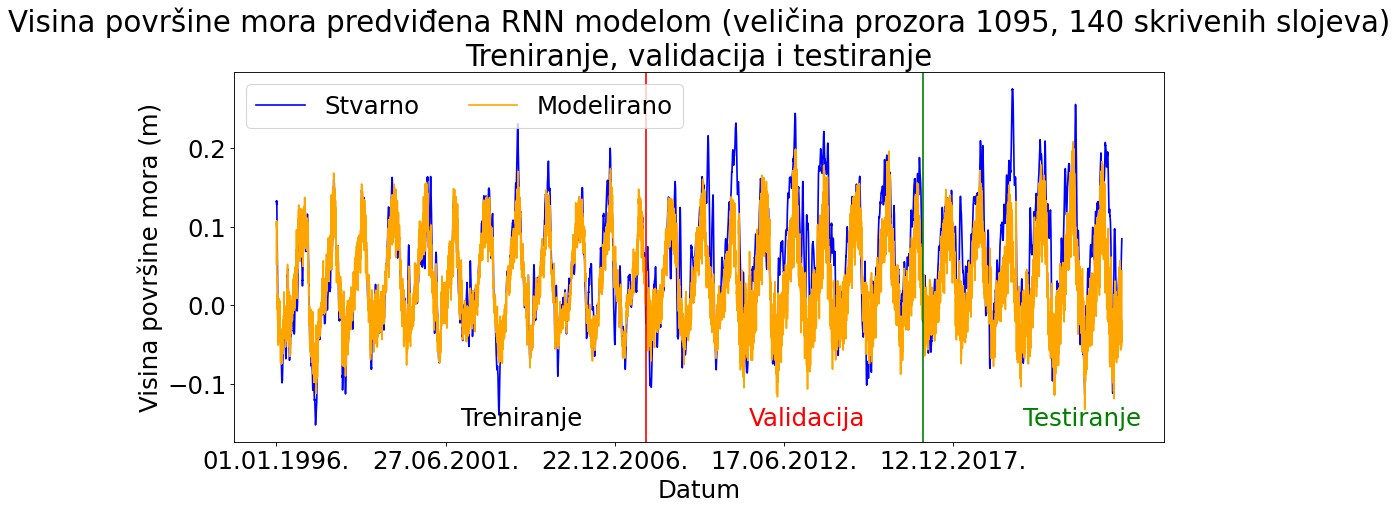 Visina površine mora predviđena RNN modelom (veličina prozora 1095, 140 skrivenih slojeva)
Treniranje, validacija i testiranje
Stvarno Modelirano
Visina površine mora (m)
0.2
0.1
0.0
−0.1
Treniranje Validacija Testiranje
01.01.1996. 27.06.2001. 22.12.2006. 17.06.2012. 12.12.2017.
Datum